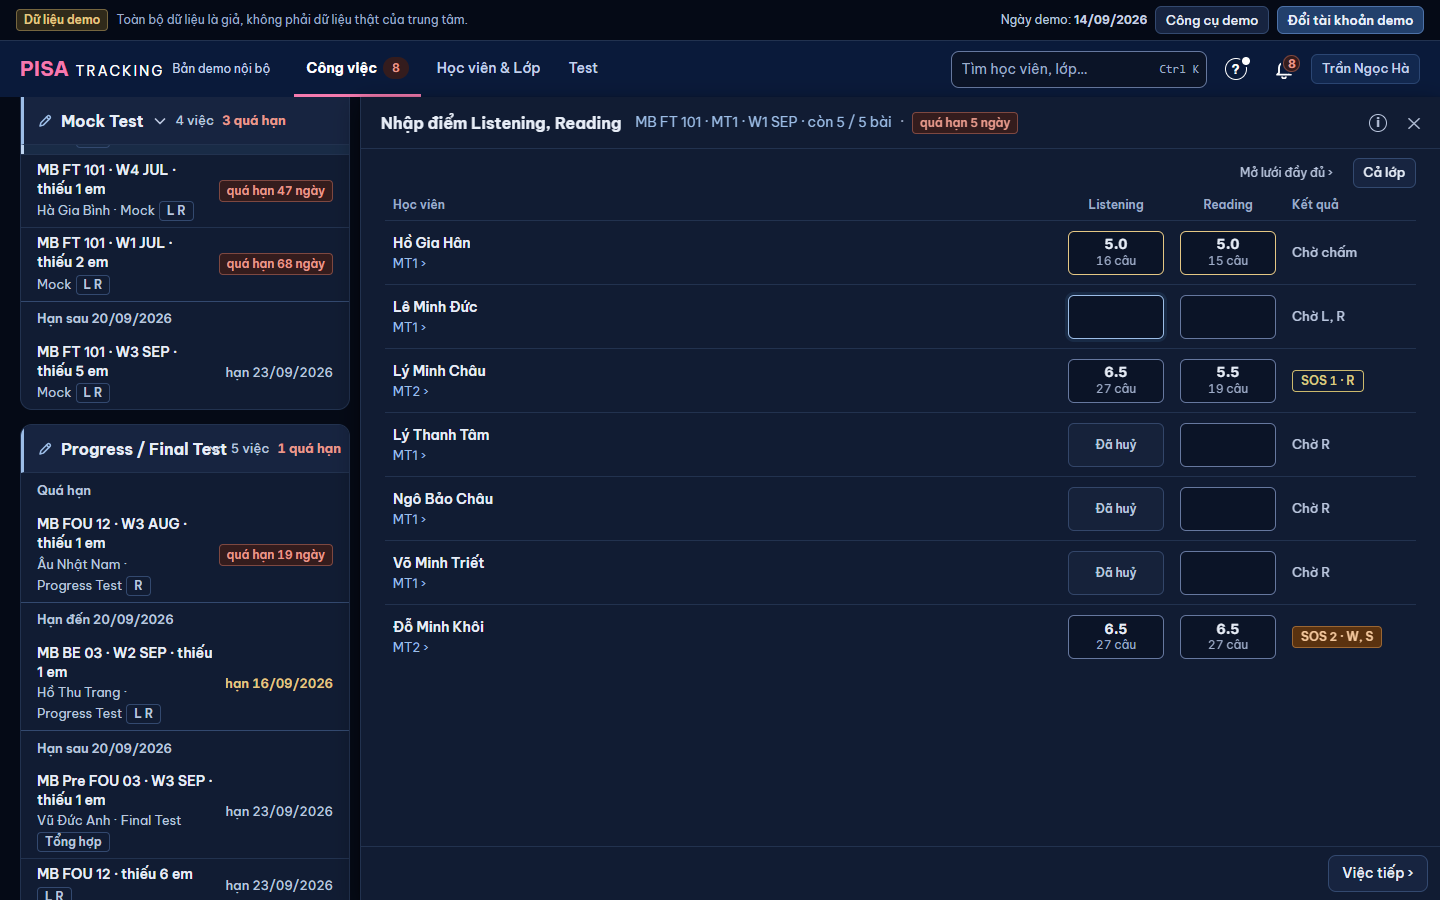 Dữ liệu demo Toàn bộ dữ liệu là giả, không phải dữ liệu thật của trung tâm. Ngày demo: 14/09/2026 Công cụ demo Đổi tài khoản demo
PISA TRACKING Bản demo nội bộ Công việc 8 Học viên & Lớp Test Tìm học viên, lớp... Ctrl K ? 8 Trần Ngọc Hà
Mock Test 4 việc 3 quá hạn
MB FT 101 · W4 JUL ·
thiếu 1 em
quá hạn 47 ngày
Hà Gia Bình · Mock L R
MB FT 101 · W1 JUL ·
thiếu 2 em
quá hạn 68 ngày
Mock L R
Hạn sau 20/09/2026
MB FT 101 · W3 SEP ·
thiếu 5 em
hạn 23/09/2026
Mock L R
Progress / Final Test 5 việc 1 quá hạn
Quá hạn
MB FOU 12 · W3 AUG ·
thiếu 1 em
quá hạn 19 ngày
Âu Nhật Nam ·
Progress Test R
Hạn đến 20/09/2026
MB BE 03 · W2 SEP · thiếu
1 em
hạn 16/09/2026
Hồ Thu Trang ·
Progress Test L R
Hạn sau 20/09/2026
MB Pre FOU 03 · W3 SEP ·
thiếu 1 em
hạn 23/09/2026
Vũ Đức Anh · Final Test
Tổng hợp
MB FOU 12 · thiếu 6 em
hạn 23/09/2026
L R
Nhập điểm Listening, Reading MB FT 101 · MT1 · W1 SEP · còn 5 / 5 bài · quá hạn 5 ngày
Mở lưới đầy đủ › Cả lớp
Học viên Listening Reading Kết quả
Hồ Gia Hân 5.0 5.0 Chờ chấm
MT1 › 16 câu 15 câu
Lê Minh Đức Chờ L, R
MT1 ›
Lý Minh Châu 6.5 5.5 SOS 1 · R
MT2 › 27 câu 19 câu
Lý Thanh Tâm Đã huỷ Chờ R
MT1 ›
Ngô Bảo Châu Đã huỷ Chờ R
MT1 ›
Võ Minh Triết Đã huỷ Chờ R
MT1 ›
Đỗ Minh Khôi 6.5 6.5 SOS 2 · W, S
MT2 › 27 câu 27 câu
Việc tiếp ›